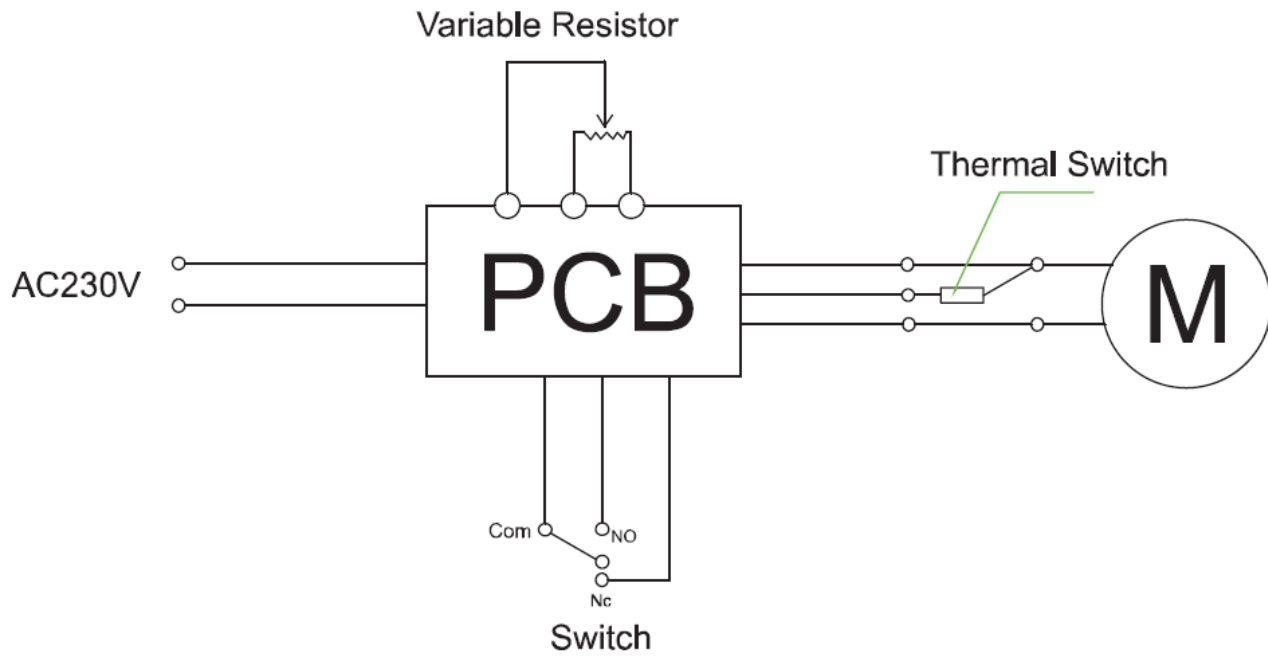 Variable Resistor
Thermal Switch
AC230V
PCB
M
Com
NO
Nc
Switch